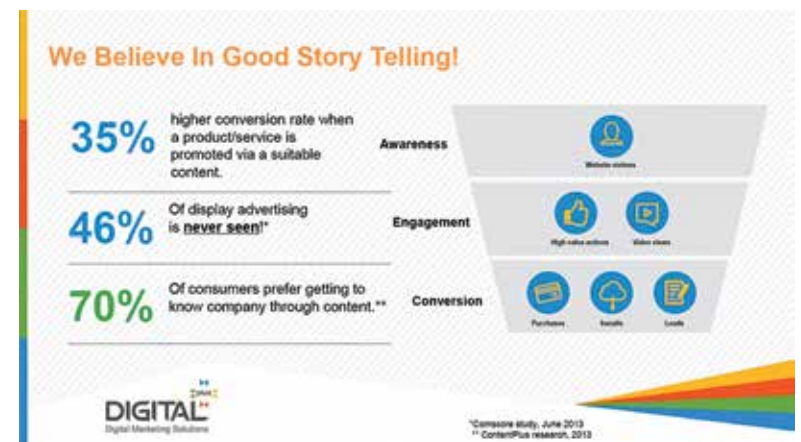 We Believe In Good Story Telling!
35%
higher conversion rate when
a product/service is
promoted via a suitable
content.
46%
Of display advertising
is never seen!*
70%
Of consumers prefer getting to
know company through content.**
Awareness
Website visitors
Engagement
High value actions
Video views
Conversion
Purchases
Installs
Leads
DIGITAL
Digital Marketing Solutions
*Comscore study, June 2013
** ContentPlus research, 2013